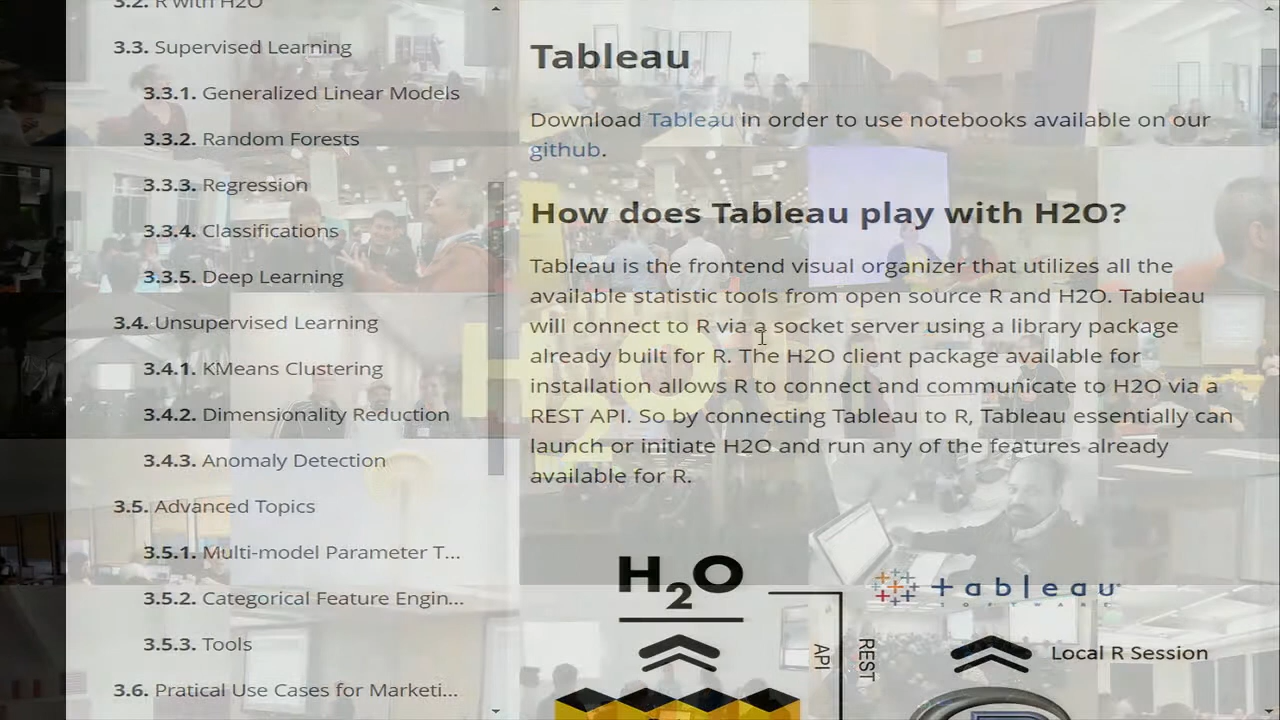 3.2. R with H2O
3.3. Supervised Learning
3.3.1. Generalized Linear Models
3.3.2. Random Forests
3.3.3. Regression
3.3.4. Classifications
3.3.5. Deep Learning
3.4. Unsupervised Learning
3.4.1. KMeans Clustering
3.4.2. Dimensionality Reduction
3.4.3. Anomaly Detection
3.5. Advanced Topics
3.5.1. Multi-model Parameter T...
3.5.2. Categorical Feature Engin...
3.5.3. Tools
3.6. Pratical Use Cases for Marketi...
Tableau
Download Tableau in order to use notebooks available on our
github.
How does Tableau play with H2O?
Tableau is the frontend visual organizer that utilizes all the
available statistic tools from open source R and H2O. Tableau
will connect to R via a socket server using a library package
already built for R. The H2O client package available for
installation allows R to connect and communicate to H2O via a
REST API. So by connecting Tableau to R, Tableau essentially can
launch or initiate H2O and run any of the features already
available for R.
H2O
API
REST
+ableau
SOFTWARE
Local R Session